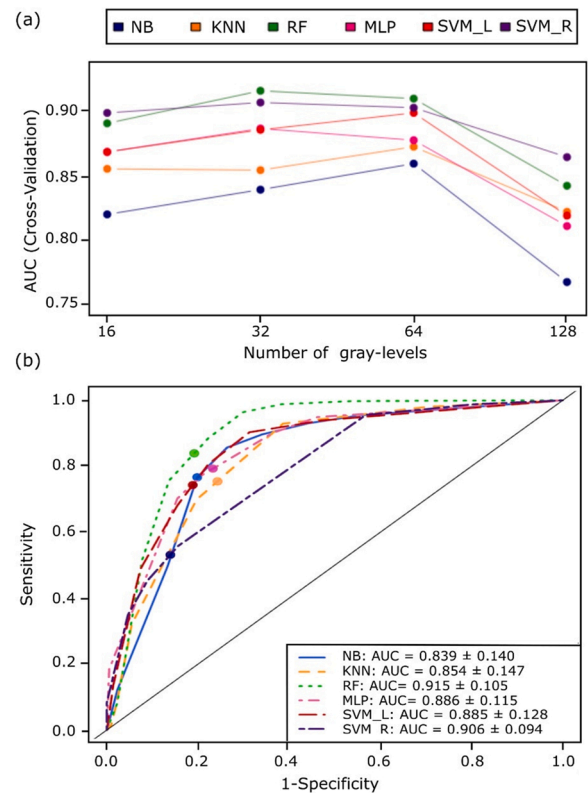 (a)
NB KNN RF MLP SVM_L SVM_R
AUC (Cross-Validation)
0.90
0.85
0.80
0.75
16 32 64 128
Number of gray-levels
(b)
Sensitivity
1.0
0.8
0.6
0.4
0.2
0.0
NB: AUC = 0.839 ± 0.140
KNN: AUC = 0.854 ± 0.147
RF: AUC= 0.915 ± 0.105
MLP: AUC= 0.886 ± 0.115
SVM_L: AUC = 0.885 ± 0.128
SVM_R: AUC = 0.906 ± 0.094
0.0 0.2 0.4 0.6 0.8 1.0
1-Specificity